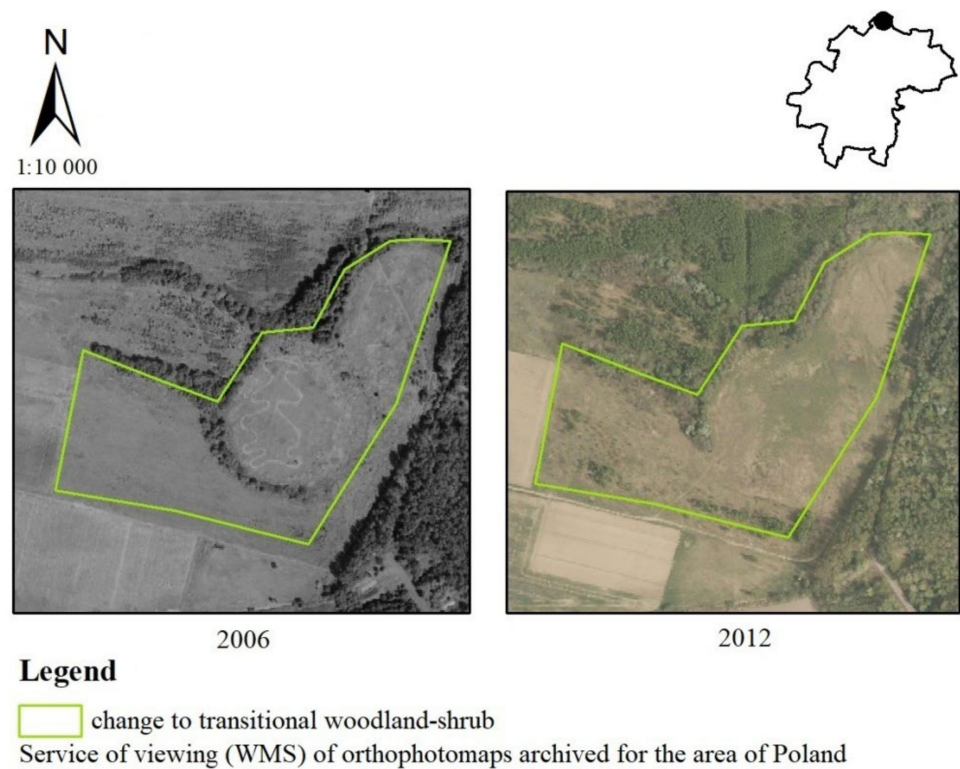 N
1:10 000
2006
2012
Legend
change to transitional woodland-shrub
Service of viewing (WMS) of orthophotomaps archived for the area of Poland